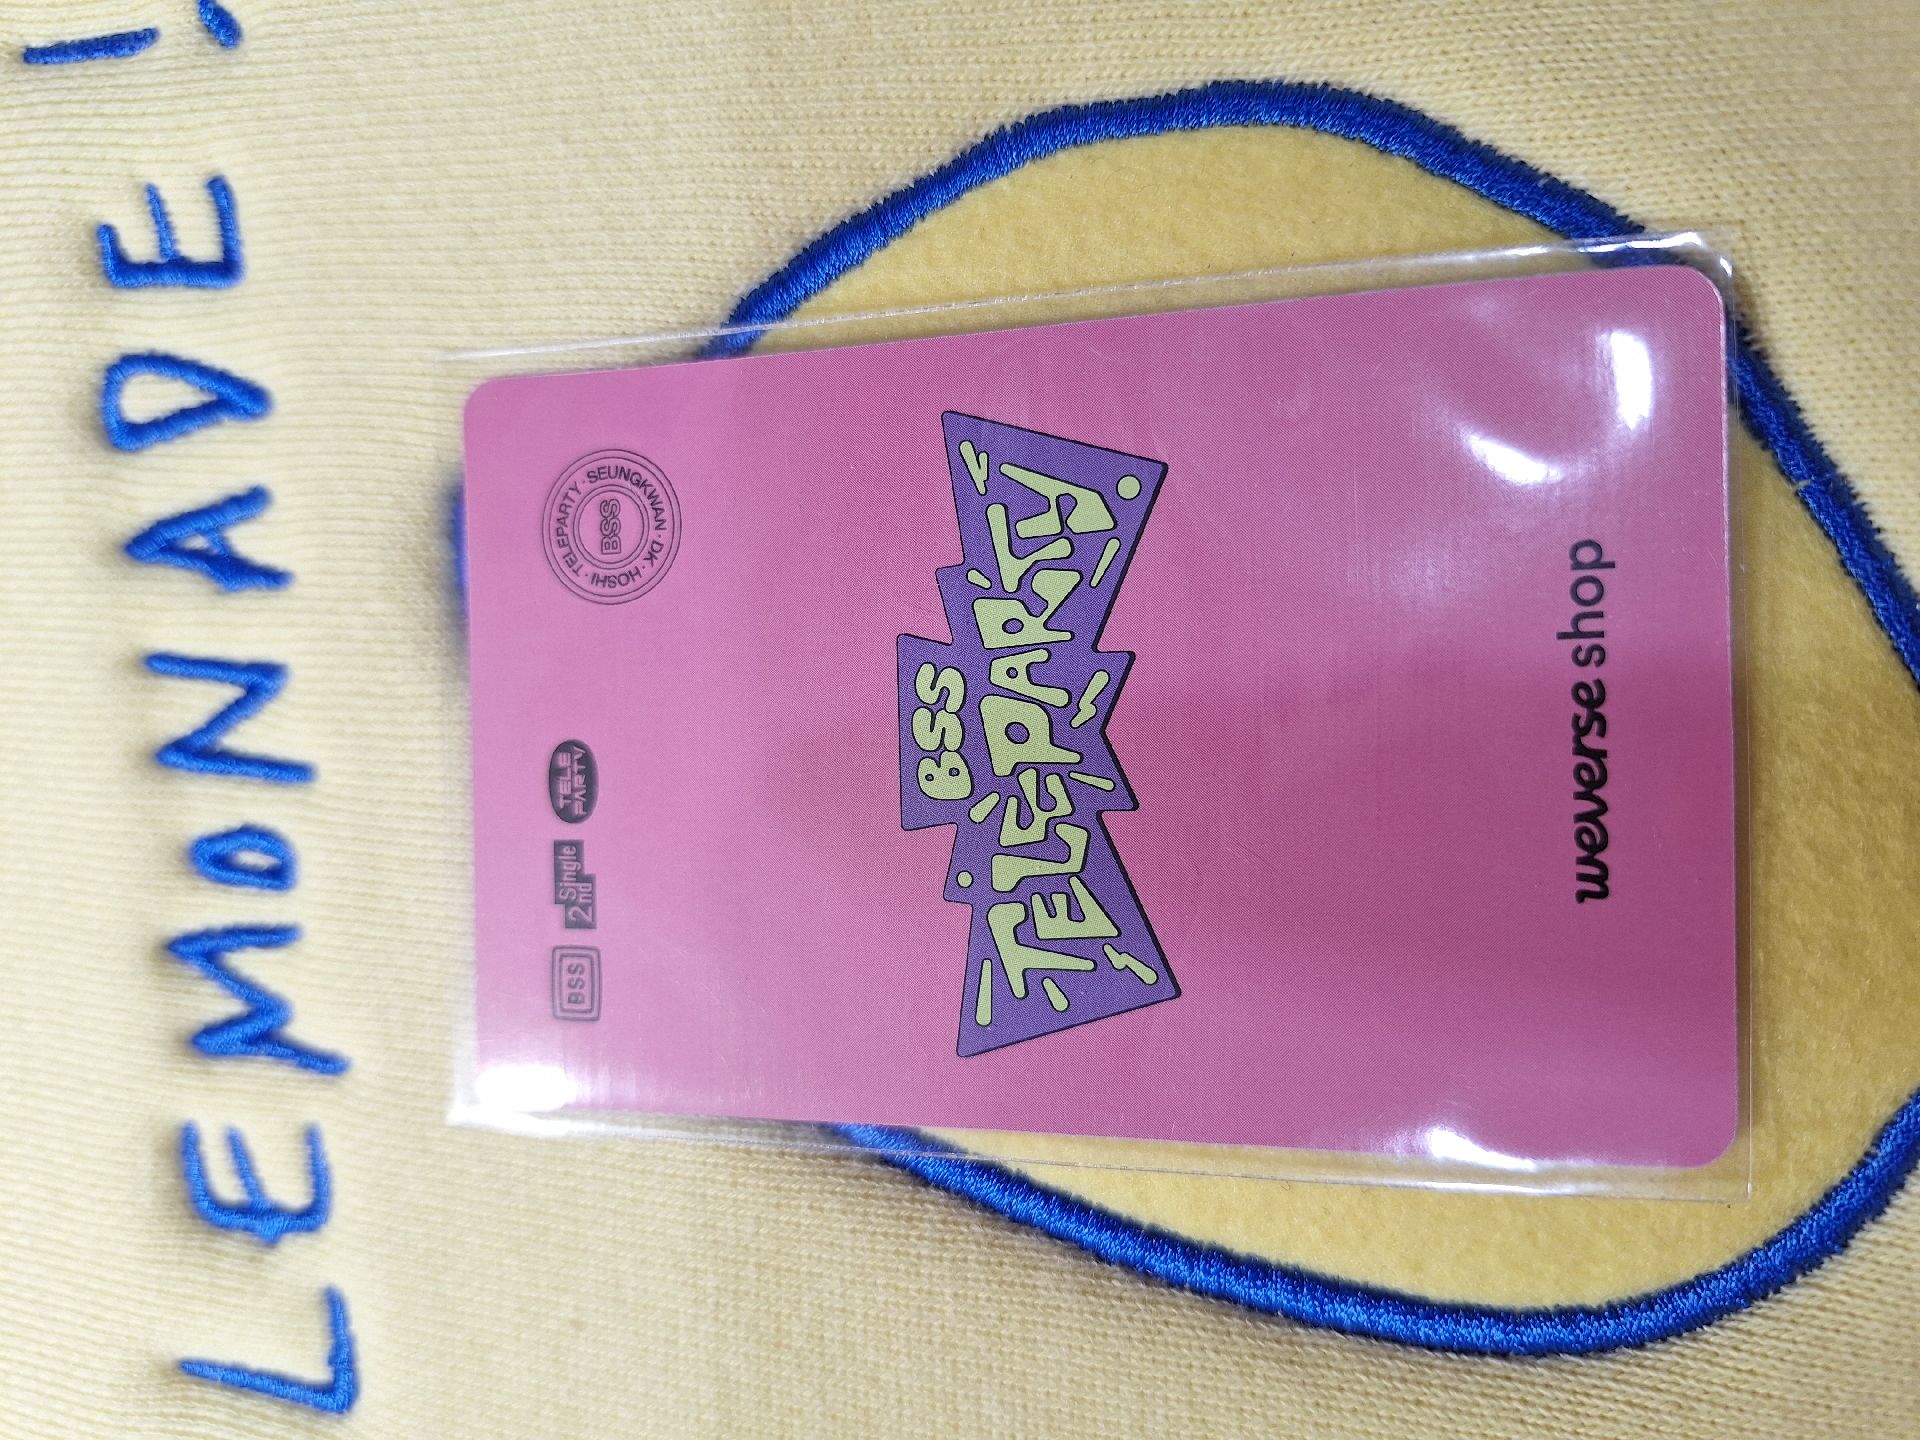 LEMONADE!
BSS
2nd Single
TELE PARTY
TELEPARTY · SEUNGKWAN · DK · HOSHI ·
BSS
BSS
TELEPARTY
weverse shop